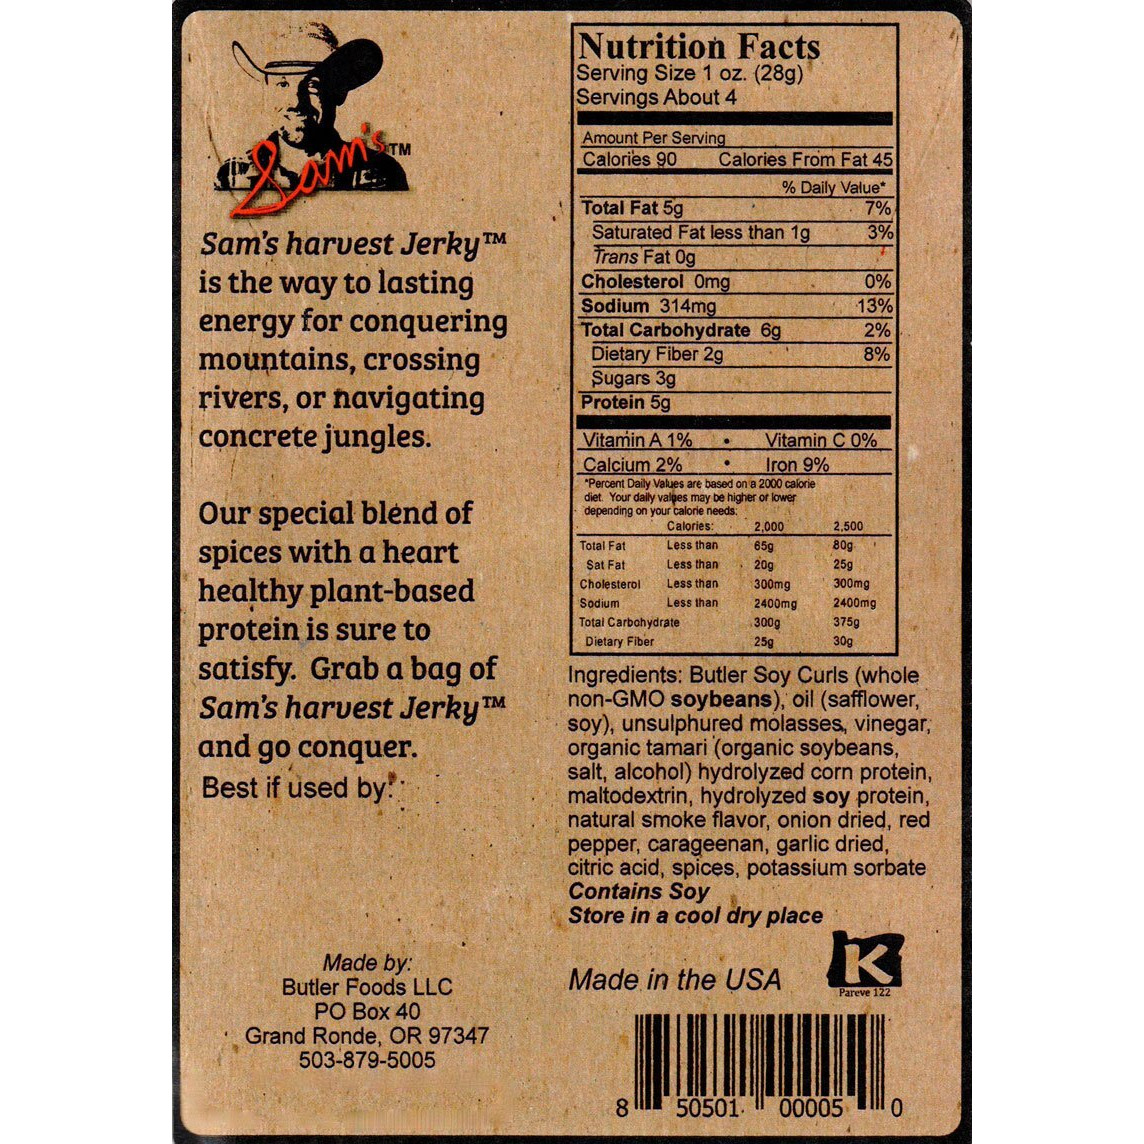 Sam's™
Sam's harvest Jerky™
is the way to lasting
energy for conquering
mountains, crossing
rivers, or navigating
concrete jungles.
Our special blend of
spices with a heart
healthy plant-based
protein is sure to
satisfy. Grab a bag of
Sam's harvest Jerky™
and go conquer.
Best if used by:
Made by:
Butler Foods LLC
PO Box 40
Grand Ronde, OR 97347
503-879-5005
Nutrition Facts
Serving Size 1 oz. (28g)
Servings About 4
Amount Per Serving
Calories 90 Calories From Fat 45
% Daily Value*
Total Fat 5g 7%
Saturated Fat less than 1g 3%
Trans Fat 0g
Cholesterol 0mg 0%
Sodium 314mg 13%
Total Carbohydrate 6g 2%
Dietary Fiber 2g 8%
Sugars 3g
Protein 5g
Vitamin A 1% • Vitamin C 0%
Calcium 2% • Iron 9%
*Percent Daily Values are based on a 2000 calorie
diet. Your daily values may be higher or lower
depending on your calorie needs:
Calories: 2,000 2,500
Total Fat Less than 65g 80g
Sat Fat Less than 20g 25g
Cholesterol Less than 300mg 300mg
Sodium Less than 2400mg 2400mg
Total Carbohydrate 300g 375g
Dietary Fiber 25g 30g
Ingredients: Butler Soy Curls (whole
non-GMO soybeans), oil (safflower,
soy), unsulphured molasses, vinegar,
organic tamari (organic soybeans,
salt, alcohol) hydrolyzed corn protein,
maltodextrin, hydrolyzed soy protein,
natural smoke flavor, onion dried, red
pepper, carageenan, garlic dried,
citric acid, spices, potassium sorbate
Contains Soy
Store in a cool dry place
Made in the USA
K
Pareve 122
8 50501 00005 0